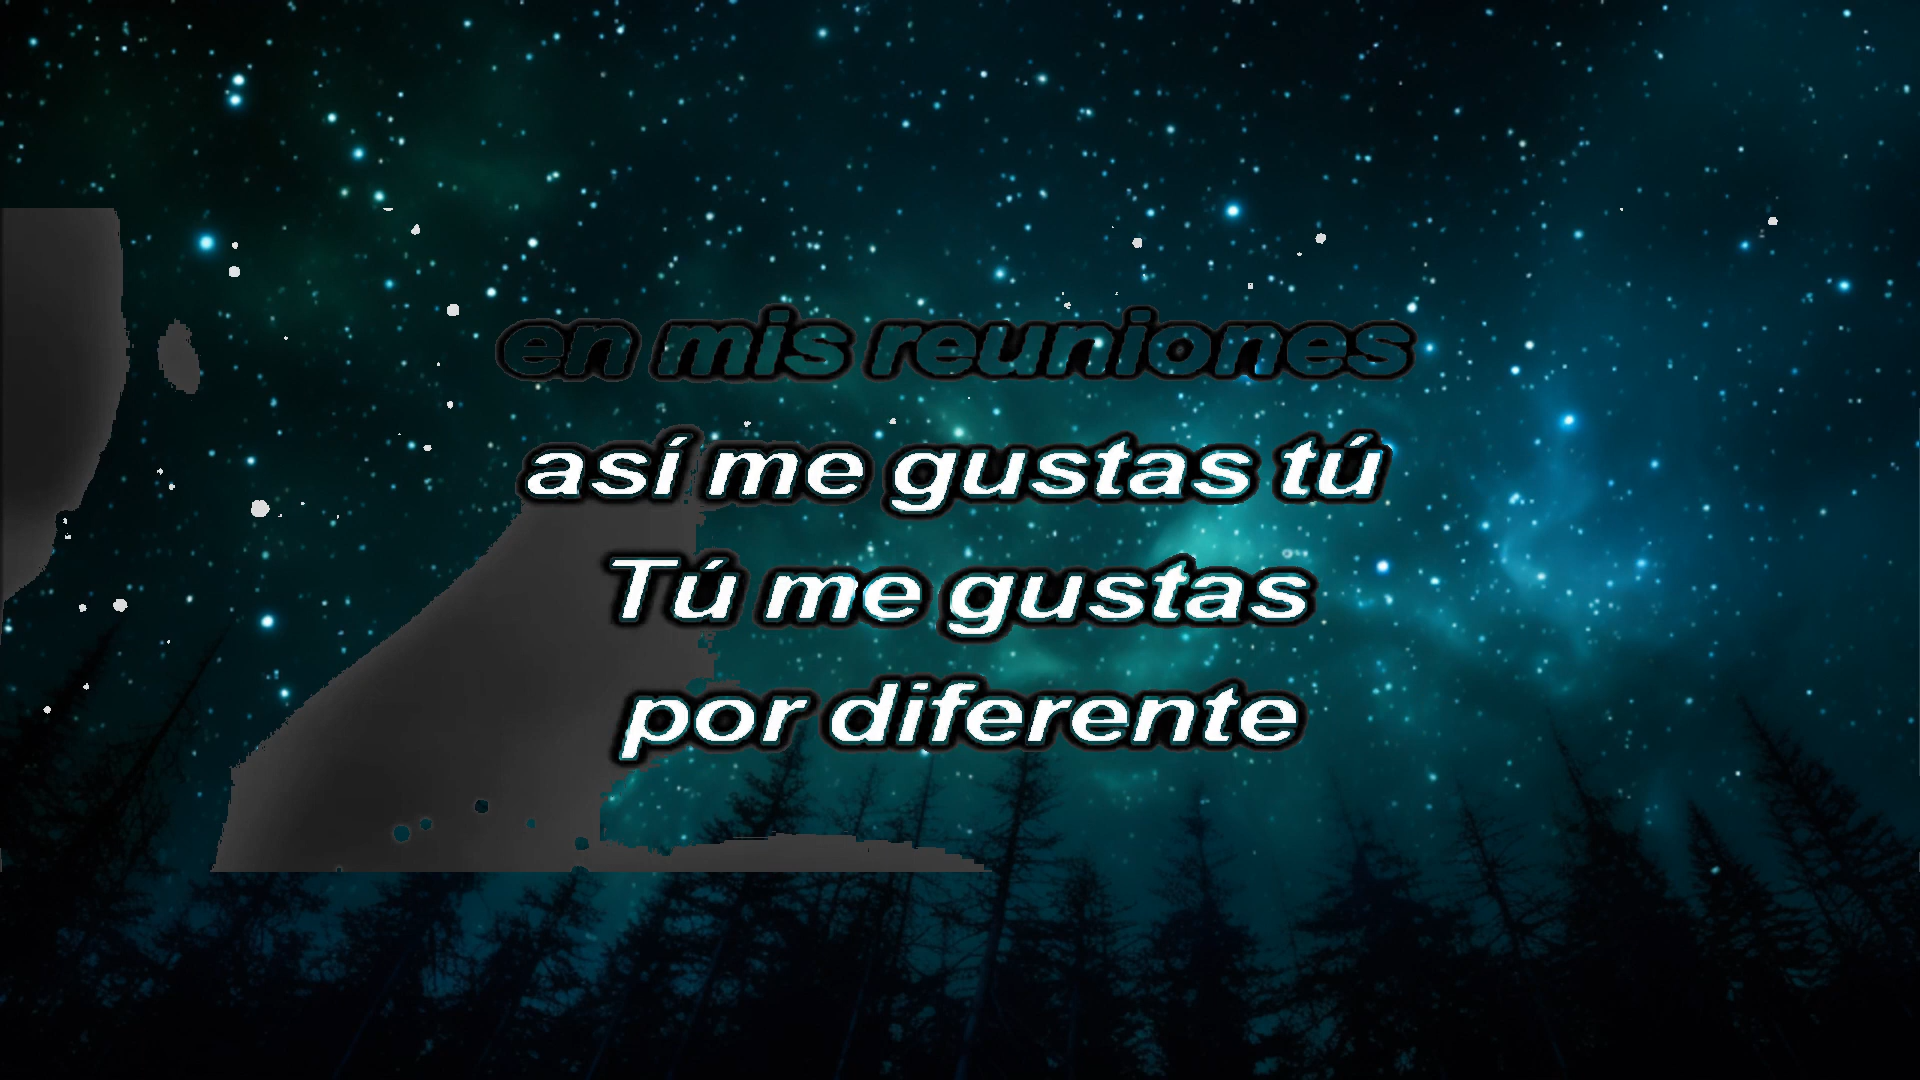 en mis reuniones
así me gustas tú
Tú me gustas
por diferente